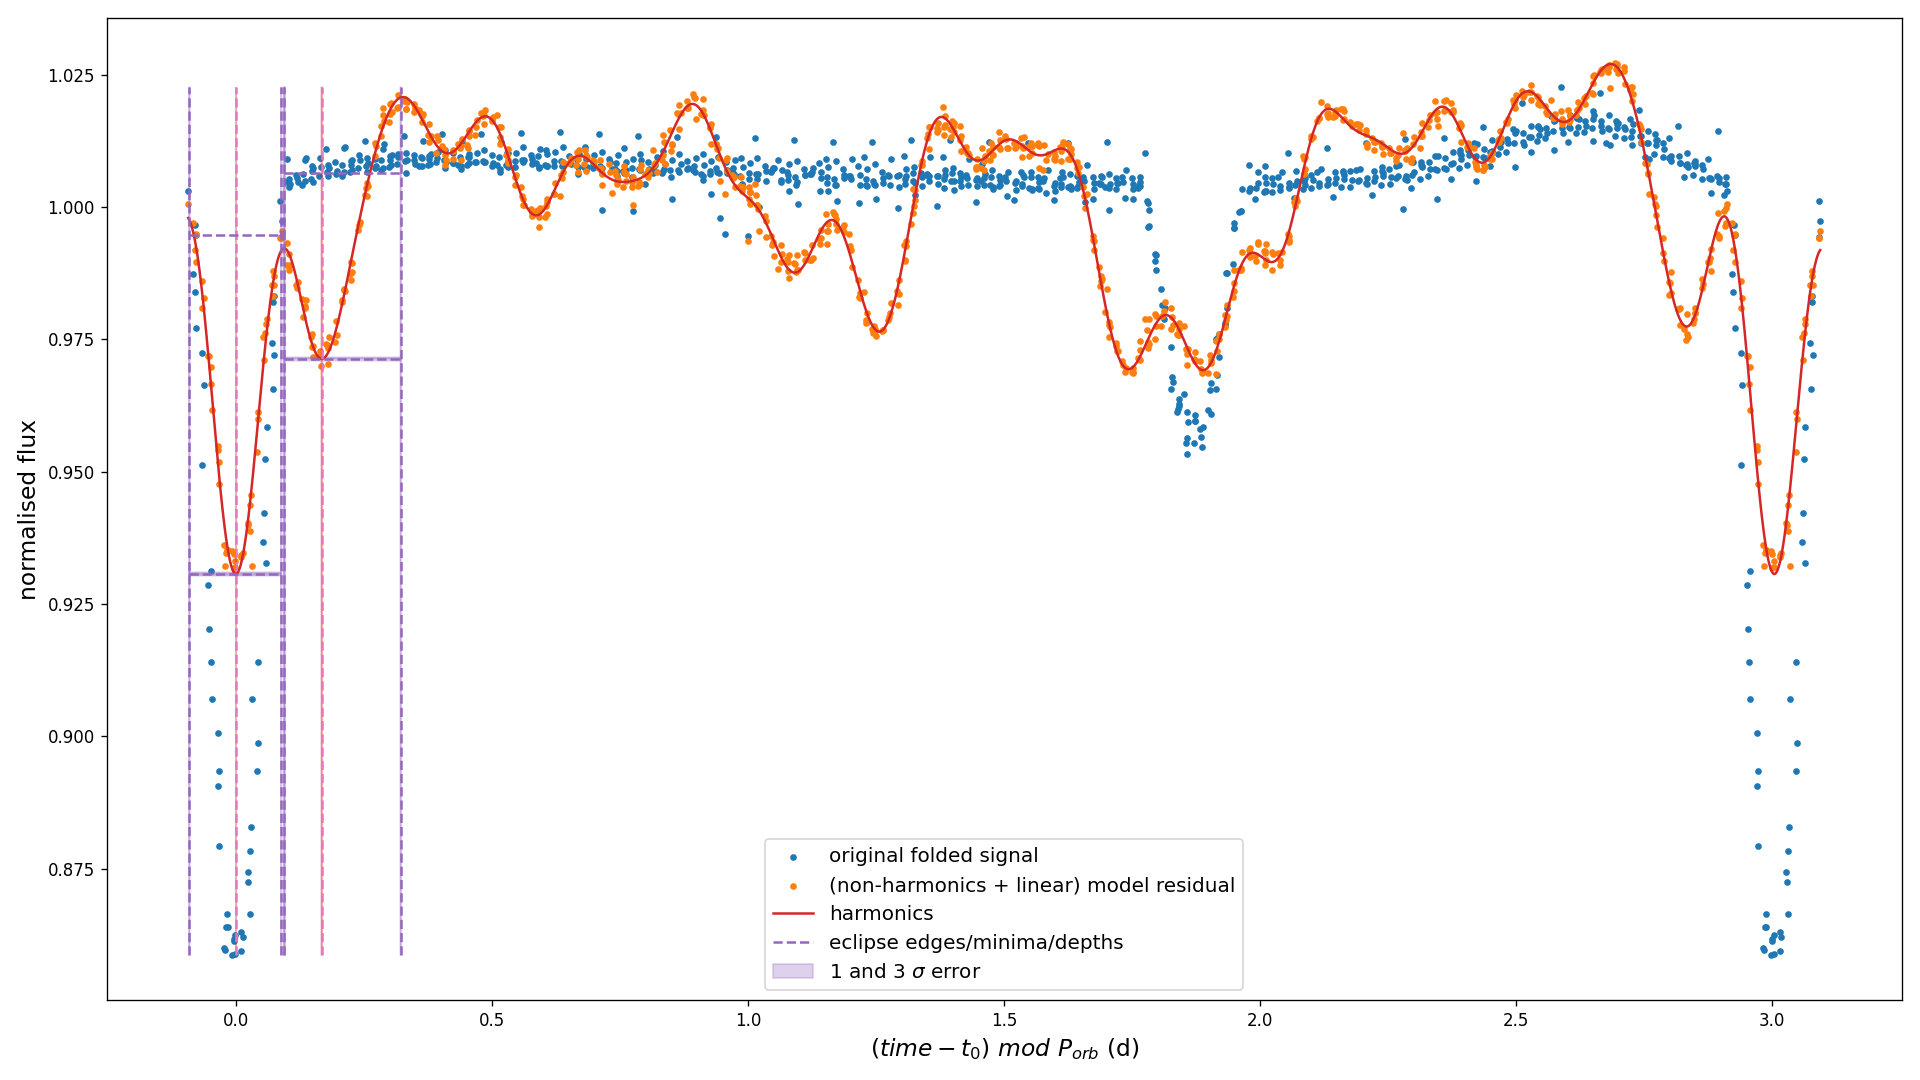 1.025
1.000
0.975
0.950
0.925
0.900
0.875
normalised flux
original folded signal
(non-harmonics + linear) model residual
harmonics
eclipse edges/minima/depths
1 and 3 σ error
0.0 0.5 1.0 1.5 2.0 2.5 3.0
(time − t₀) mod Pₒᵣb (d)